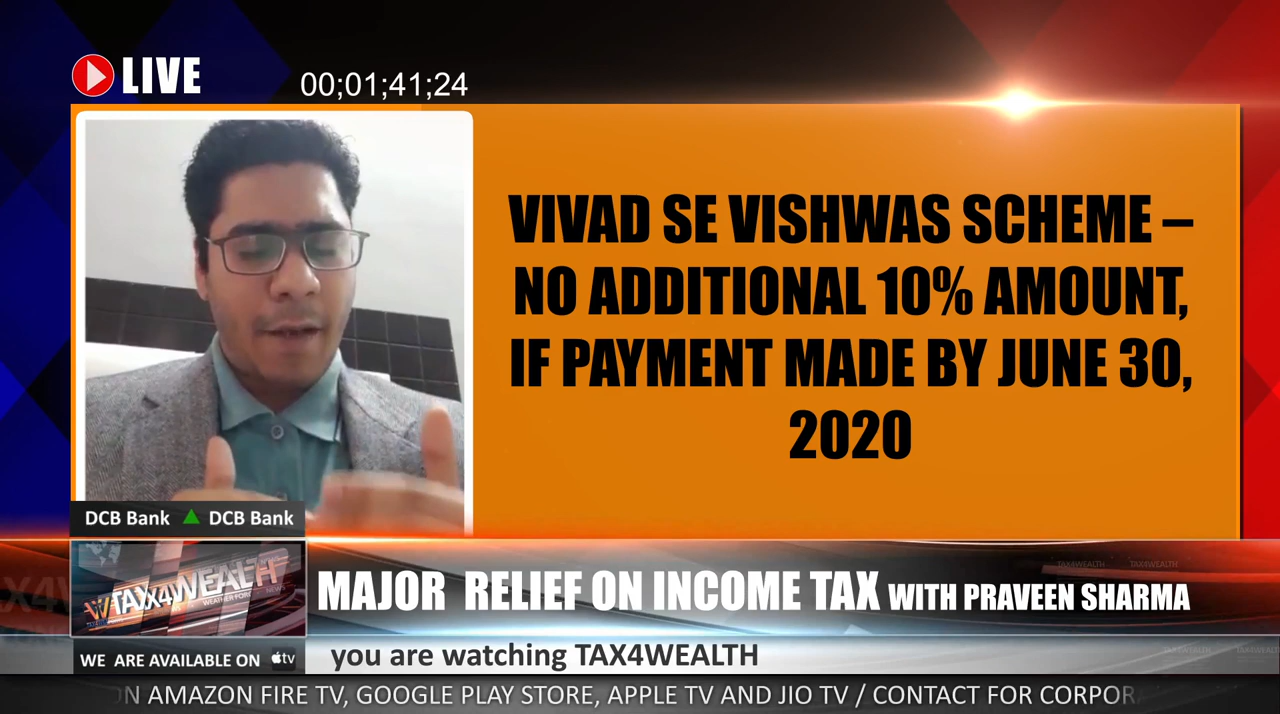 LIVE
00;01;41;24
VIVAD SE VISHWAS SCHEME –
NO ADDITIONAL 10% AMOUNT,
IF PAYMENT MADE BY JUNE 30,
2020
DCB Bank ▲ DCB Bank
TAXX4WEALTH
MAJOR RELIEF ON INCOME TAX WITH PRAVEEN SHARMA
TAX4WEALTH TAX4WEALTH
WE ARE AVAILABLE ON tv
you are watching TAX4WEALTH
N AMAZON FIRE TV, GOOGLE PLAY STORE, APPLE TV AND JIO TV / CONTACT FOR CORPOR